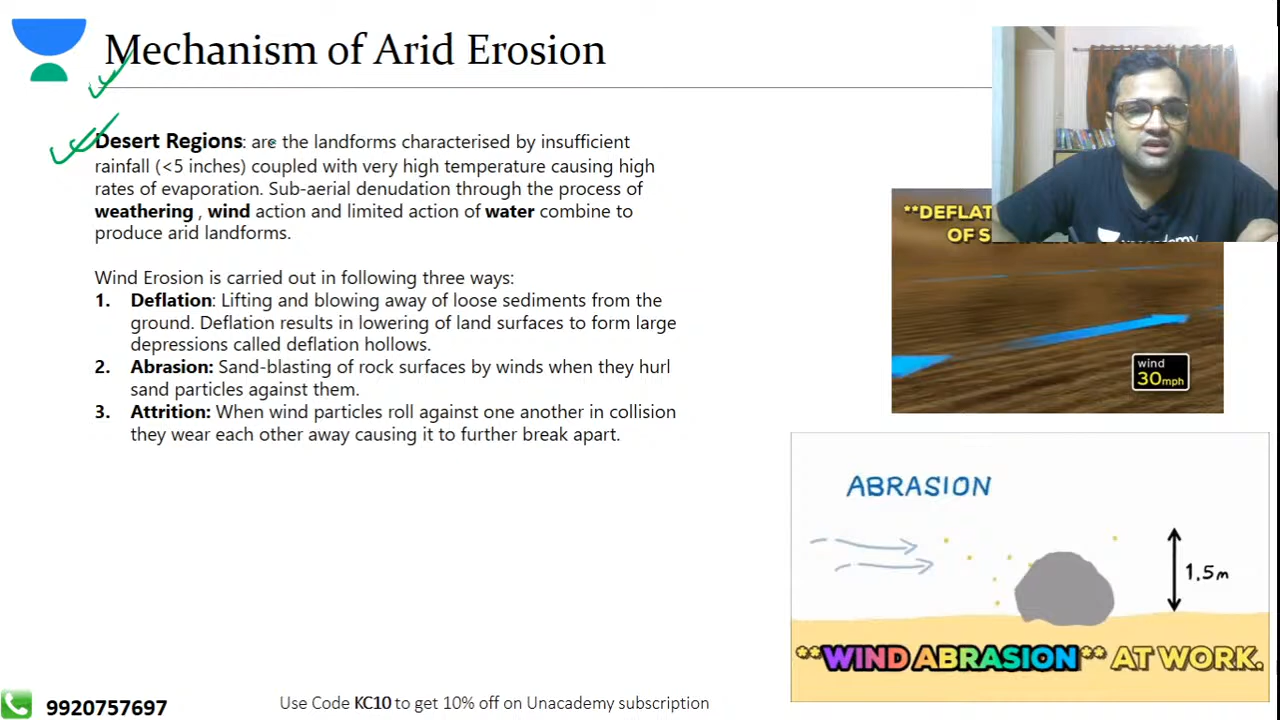 Mechanism of Arid Erosion
Desert Regions: are the landforms characterised by insufficient
rainfall (<5 inches) coupled with very high temperature causing high
rates of evaporation. Sub-aerial denudation through the process of
weathering , wind action and limited action of water combine to
produce arid landforms.
Wind Erosion is carried out in following three ways:
1. Deflation: Lifting and blowing away of loose sediments from the
ground. Deflation results in lowering of land surfaces to form large
depressions called deflation hollows.
2. Abrasion: Sand-blasting of rock surfaces by winds when they hurl
sand particles against them.
3. Attrition: When wind particles roll against one another in collision
they wear each other away causing it to further break apart.
**DEFLAT
OF S
wind
30mph
ABRASION
1.5m
**WIND ABRASION** AT WORK.
9920757697
Use Code KC10 to get 10% off on Unacademy subscription